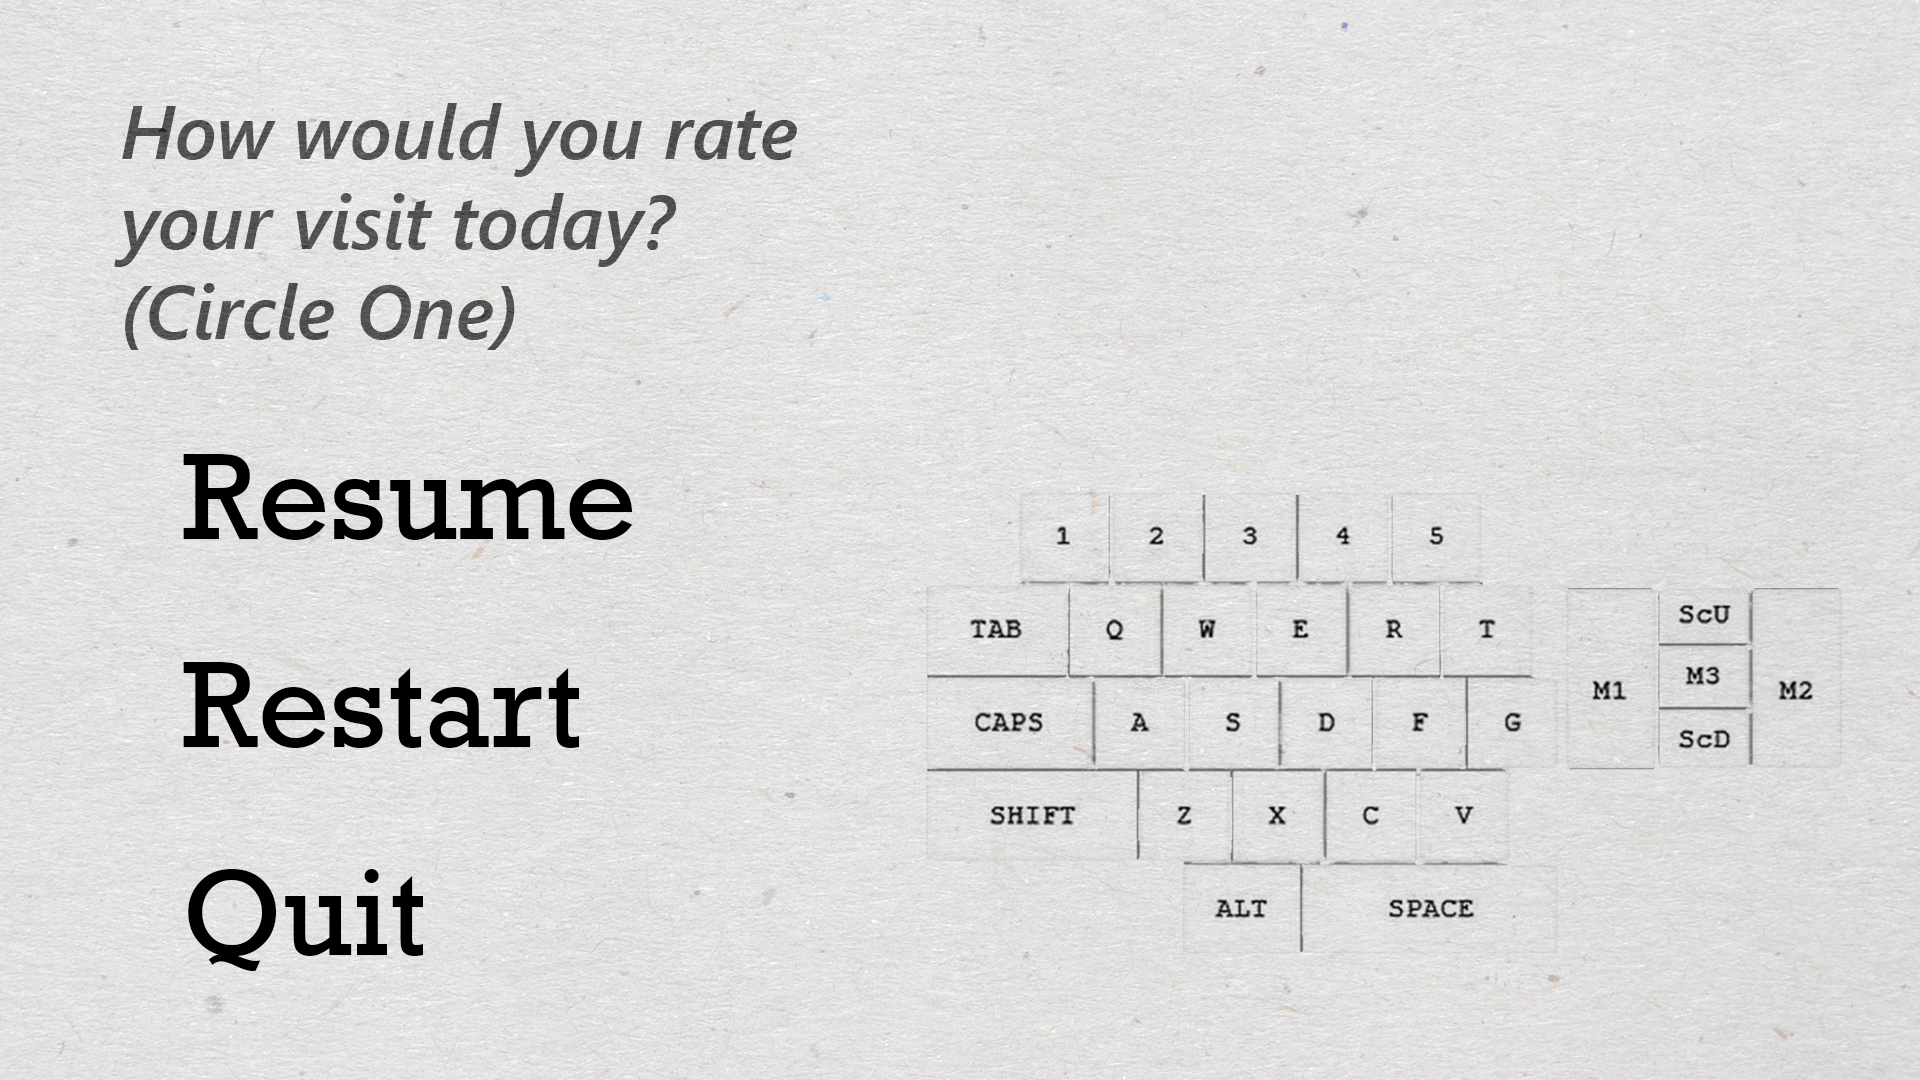 How would you rate
your visit today?
(Circle One)
Resume
Restart
Quit
1 2 3 4 5
TAB Q W E R T
CAPS A S D F G
SHIFT Z X C V
ALT SPACE
ScU
M1 M3 M2
ScD